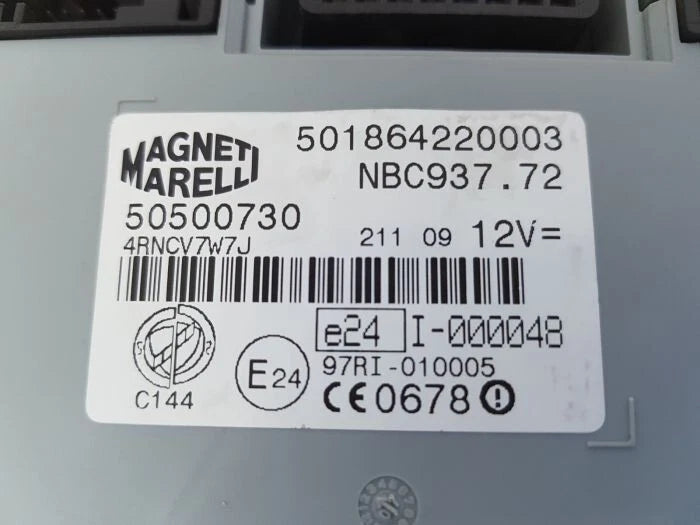 MAGNETI
MARELLI
501864220003
NBC937.72
50500730
4RNCV7W7J
211 09 12V=
e24 I-000048
97RI-010005
E24
C144
CE0678